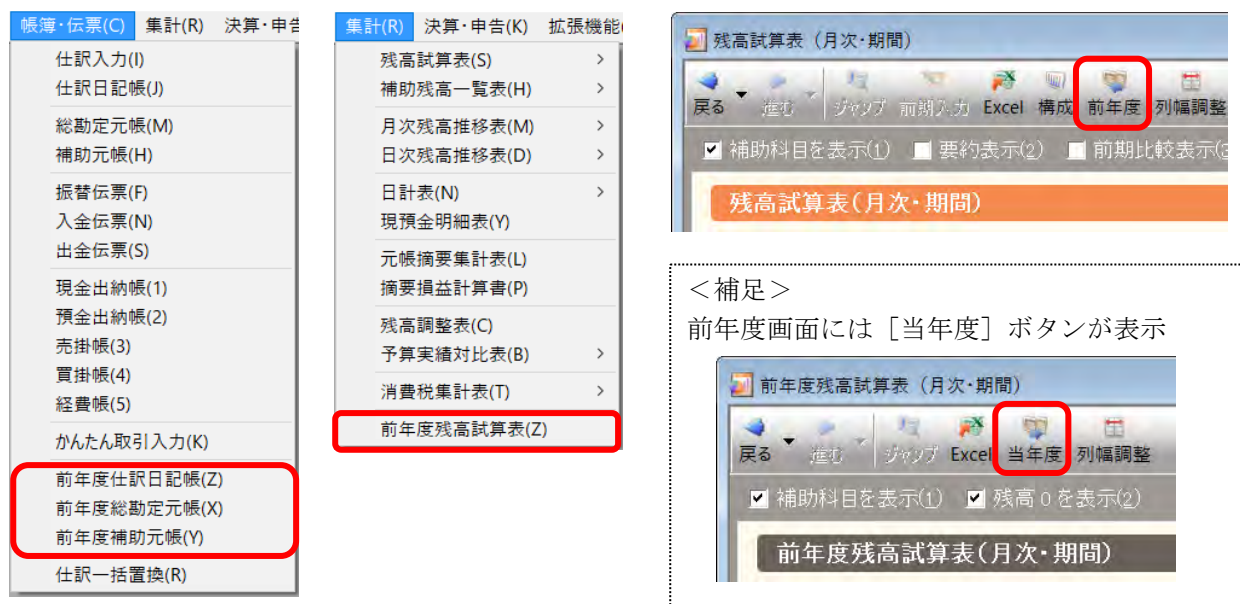 帳簿・伝票(C) 集計(R) 決算・申告
仕訳入力(I)
仕訳日記帳(J)
総勘定元帳(M)
補助元帳(H)
振替伝票(F)
入金伝票(N)
出金伝票(S)
現金出納帳(1)
預金出納帳(2)
売掛帳(3)
買掛帳(4)
経費帳(5)
かんたん取引入力(K)
前年度仕訳日記帳(Z)
前年度総勘定元帳(X)
前年度補助元帳(Y)
仕訳一括置換(R)
集計(R) 決算・申告(K) 拡張機能(
残高試算表(S) >
補助残高一覧表(H) >
月次残高推移表(M) >
日次残高推移表(D) >
日計表(N) >
現預金明細表(Y)
元帳摘要集計表(L)
摘要損益計算書(P)
残高調整表(C)
予算実績対比表(B) >
消費税集計表(T) >
前年度残高試算表(Z)
残高試算表（月次・期間）
戻る 進む ジャンプ 前期入力 Excel 構成 前年度 列幅調整
補助科目を表示(1) 要約表示(2) 前期比較表示(3
残高試算表（月次・期間）
＜補足＞
前年度画面には［当年度］ボタンが表示
前年度残高試算表（月次・期間）
戻る 進む ジャンプ Excel 当年度 列幅調整
補助科目を表示(1) 残高０を表示(2)
前年度残高試算表（月次・期間）